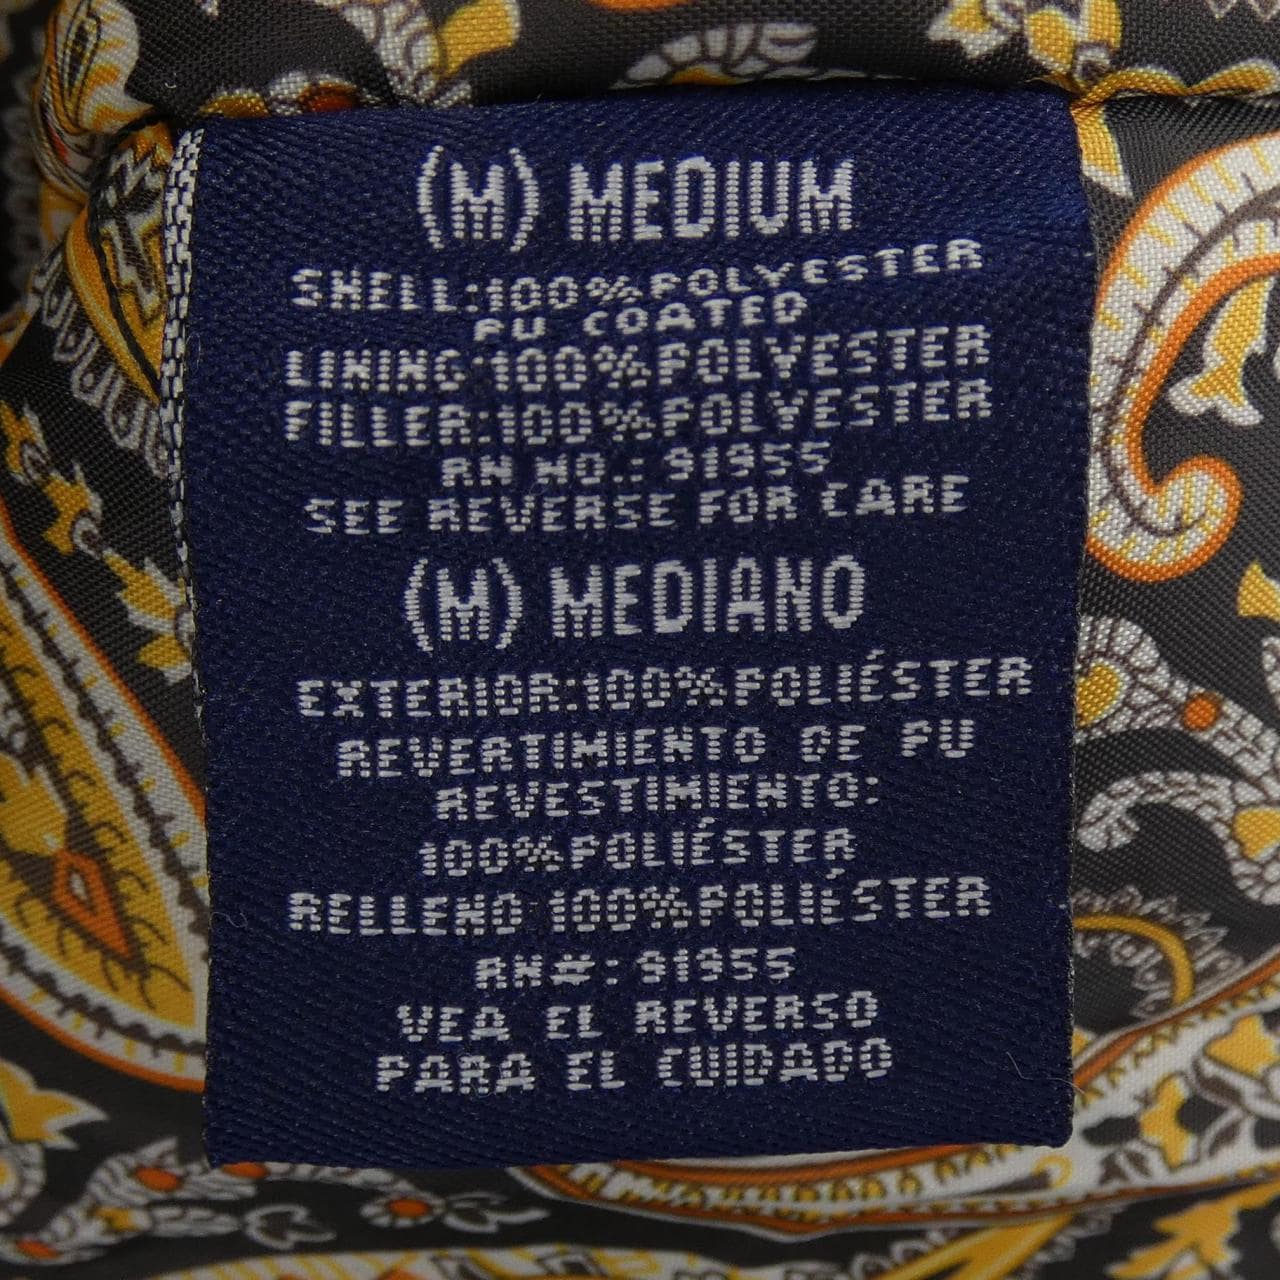 (M) MEDIUM
SHELL:100%POLYESTER
PU COATED
LINING:100%POLYESTER
FILLER:100%POLYESTER
RN NO.: 91955
SEE REVERSE FOR CARE
(M) MEDIANO
EXTERIOR:100%POLIÉSTER
REVERTIMIENTO DE PU
REVESTIMIENTO:
100%POLIÉSTER
RELLENO:100%POLIÉSTER
RN#: 91955
VEA EL REVERSO
PARA EL CUIDADO